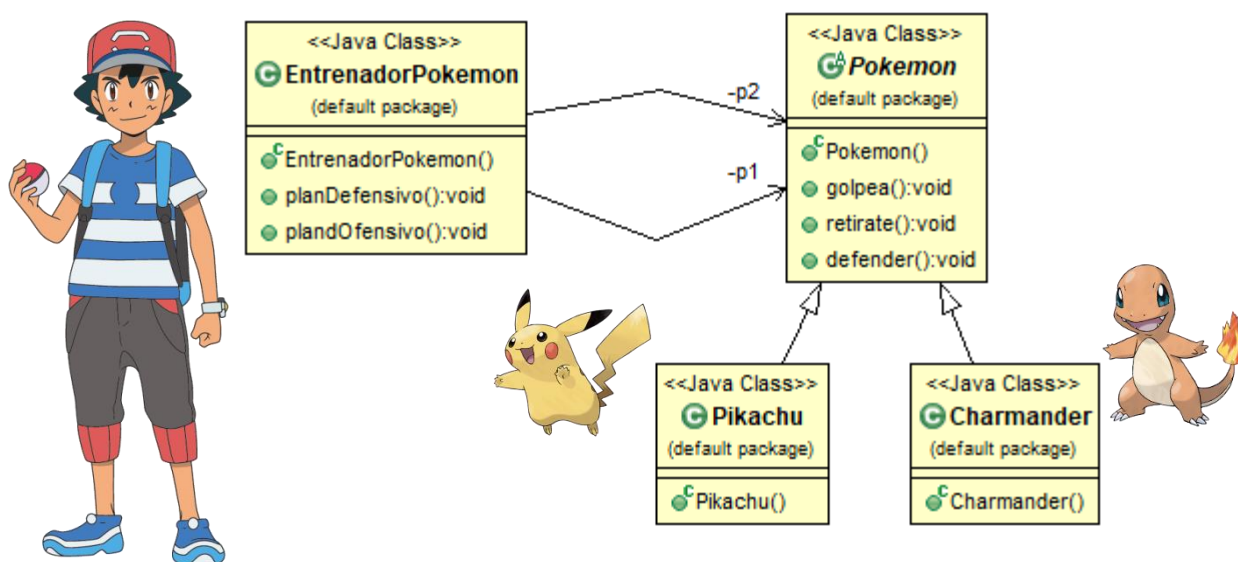 <<Java Class>>
EntrenadorPokemon
(default package)
EntrenadorPokemon()
planDefensivo():void
plandOfensivo():void
-p2
-p1
<<Java Class>>
Pokemon
(default package)
Pokemon()
golpea():void
retirate():void
defender():void
<<Java Class>>
Pikachu
(default package)
Pikachu()
<<Java Class>>
Charmander
(default package)
Charmander()